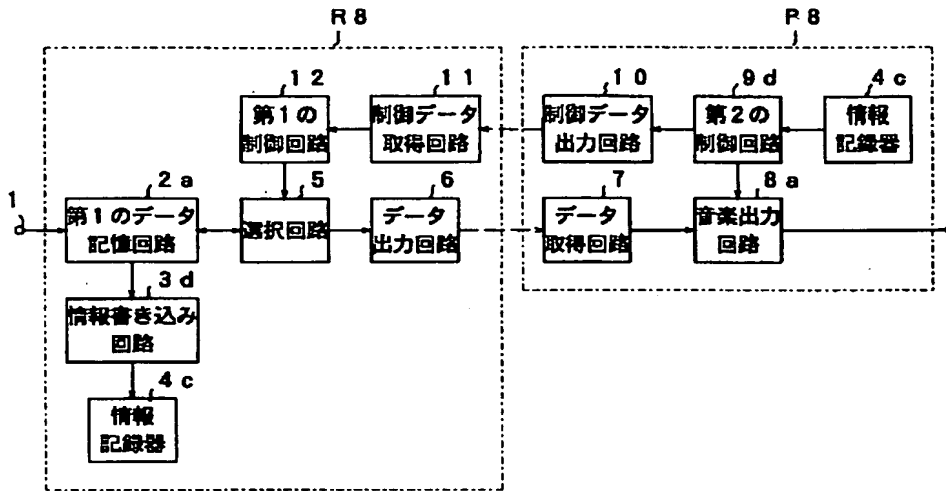 R8
P8
12
11
10
9d
4c
第1の
制御回路
制御データ
取得回路
制御データ
出力回路
第2の
制御回路
情報
記録器
1
2a
5
6
7
8a
d
第1のデータ
記憶回路
選択回路
データ
出力回路
データ
取得回路
音楽出力
回路
3d
情報書き込み
回路
4c
情報
記録器